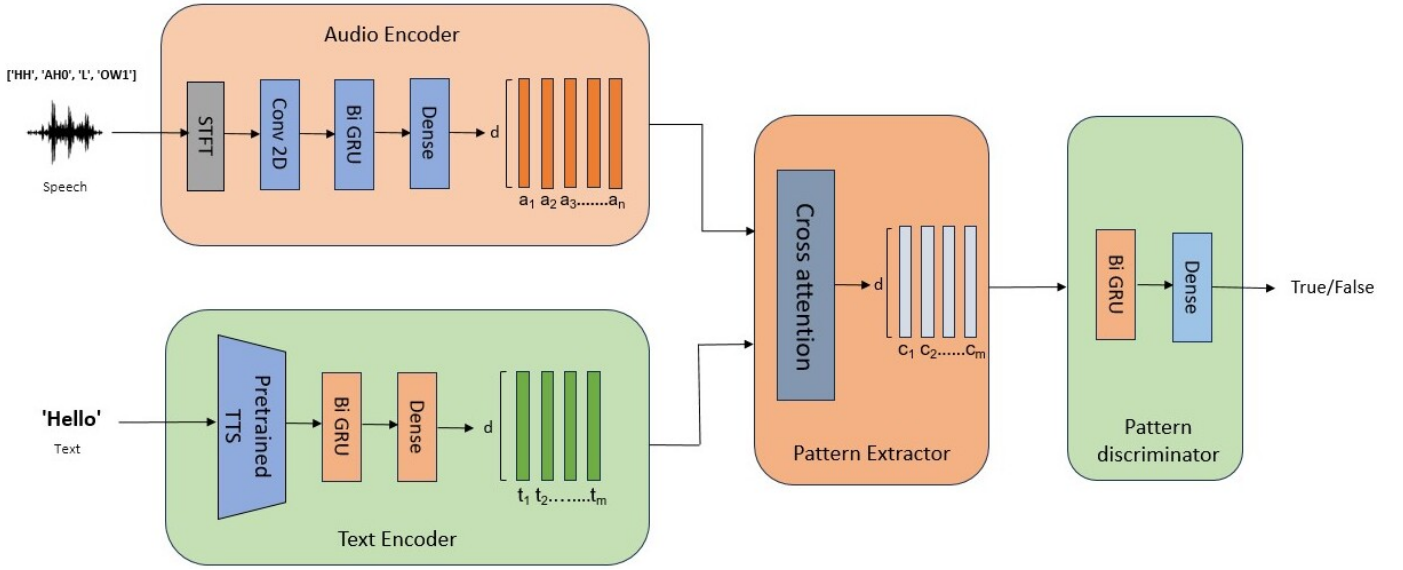 Audio Encoder
['HH', 'AH0', 'L', 'OW1']
Speech
STFT
Conv 2D
Bi GRU
Dense
d
a1 a2 a3.......an
'Hello'
Text
Pretrained
TTS
Bi GRU
Dense
d
t1 t2.........tm
Text Encoder
Cross attention
d
c1 c2......cm
Pattern Extractor
Bi GRU
Dense
Pattern
discriminator
True/False